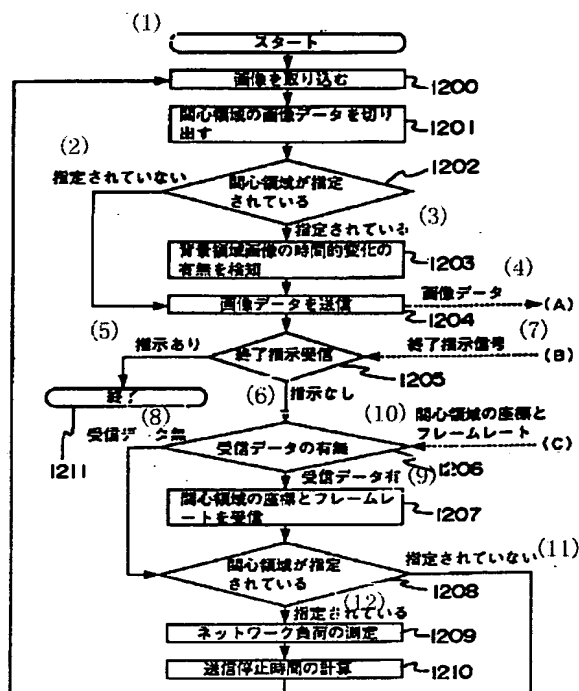 (1)
スタート
画像を取り込む
1200
関心領域の画像データを切り
出す
1201
(2)
指定されていない
1202
関心領域が指定
されている
(3)
指定されている
背景領域画像の時間的変化の
有無を検知
1203
(4)
画像データ
画像データを送信
(A)
1204
(5)
(7)
指示あり
終了指示信号
終了指示受信
(B)
1205
(6)
指示なし
終了
(8)
1211
受信データ無
(10)
関心領域の座標と
フレームレート
(C)
受信データの有無
1206
受信データ有
(9)
関心領域の座標とフレームレ
ートを受信
1207
(11)
指定されていない
関心領域が指定
されている
1208
(12)
指定されている
ネットワーク負荷の測定
1209
送信停止時間の計算
1210